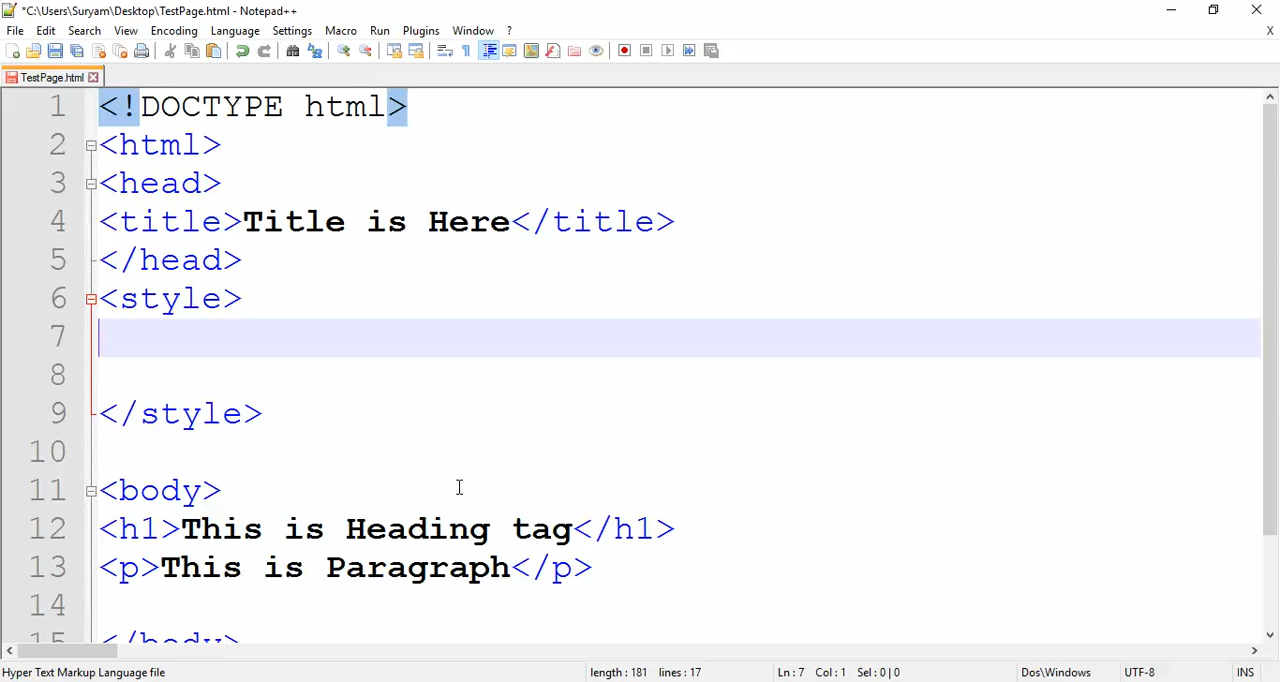 *C:\Users\Suryam\Desktop\TestPage.html - Notepad++
File Edit Search View Encoding Language Settings Macro Run Plugins Window ? X
TestPage.html
1 <!DOCTYPE html>
2 <html>
3 <head>
4 <title>Title is Here</title>
5 </head>
6 <style>
7
8
9 </style>
10
11 <body>
12 <h1>This is Heading tag</h1>
13 <p>This is Paragraph</p>
14
15 </body>
Hyper Text Markup Language file length : 181 lines : 17 Ln : 7 Col : 1 Sel : 0 | 0 Dos\Windows UTF-8 INS